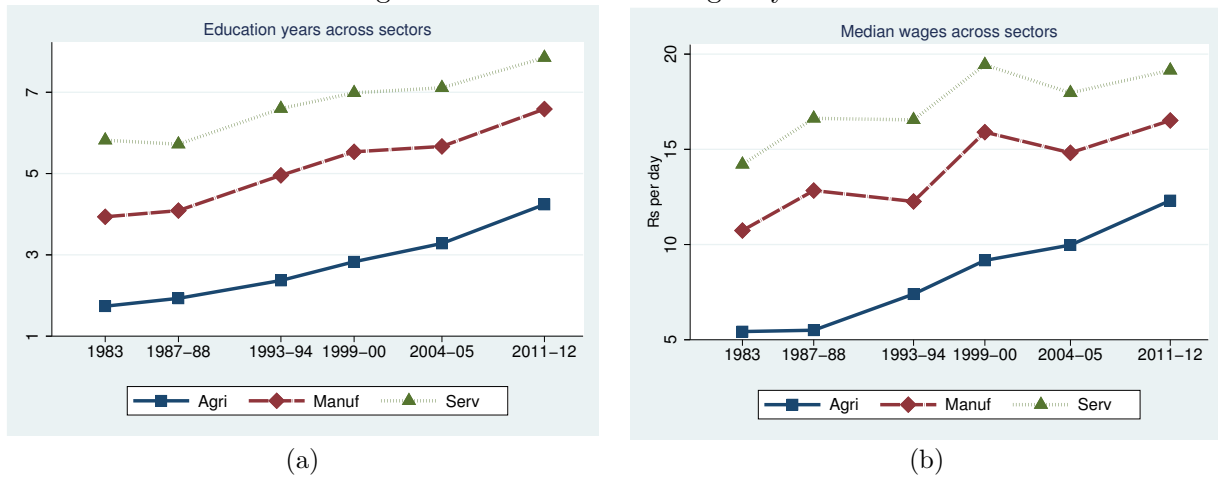 Education years across sectors
7
5
3
1
1983 1987–88 1993–94 1999–00 2004–05 2011–12
Agri Manuf Serv
(a)
Median wages across sectors
20
15
10
5
Rs per day
1983 1987–88 1993–94 1999–00 2004–05 2011–12
Agri Manuf Serv
(b)